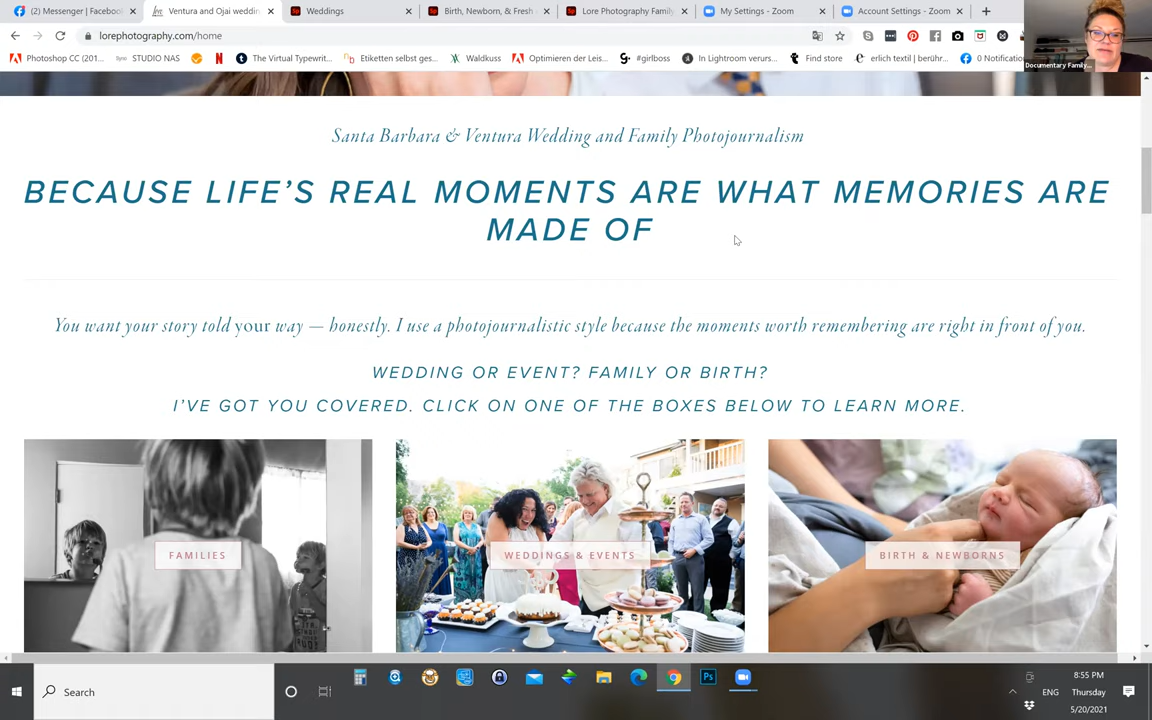 (2) Messenger | Facebook
Ventura and Ojai weddin
Weddings
Birth, Newborn, & Fresh
Lore Photography Family
My Settings - Zoom
Account Settings - Zoom
lorephotography.com/home
Photoshop CC (201...
STUDIO NAS
The Virtual Typewrit...
Etiketten selbst ges...
Waldkuss
Optimieren der Leis...
#girlboss
In Lightroom verurs...
Find store
erlich textil | berühr...
0 Notificatio
Documentary Family...
Santa Barbara & Ventura Wedding and Family Photojournalism
BECAUSE LIFE'S REAL MOMENTS ARE WHAT MEMORIES ARE
MADE OF
You want your story told your way — honestly. I use a photojournalistic style because the moments worth remembering are right in front of you.
WEDDING OR EVENT? FAMILY OR BIRTH?
I'VE GOT YOU COVERED. CLICK ON ONE OF THE BOXES BELOW TO LEARN MORE.
FAMILIES
WEDDINGS & EVENTS
BIRTH & NEWBORNS
Search
8:55 PM
ENG
Thursday
5/20/2021